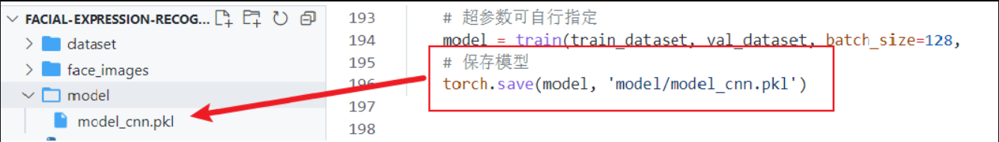 FACIAL-EXPRESSION-RECOG...
dataset
face_images
model
model_cnn.pkl
193 # 超参数可自行指定
194 model = train(train_dataset, val_dataset, batch_size=128,
195 # 保存模型
196 torch.save(model, 'model/model_cnn.pkl')
197
198